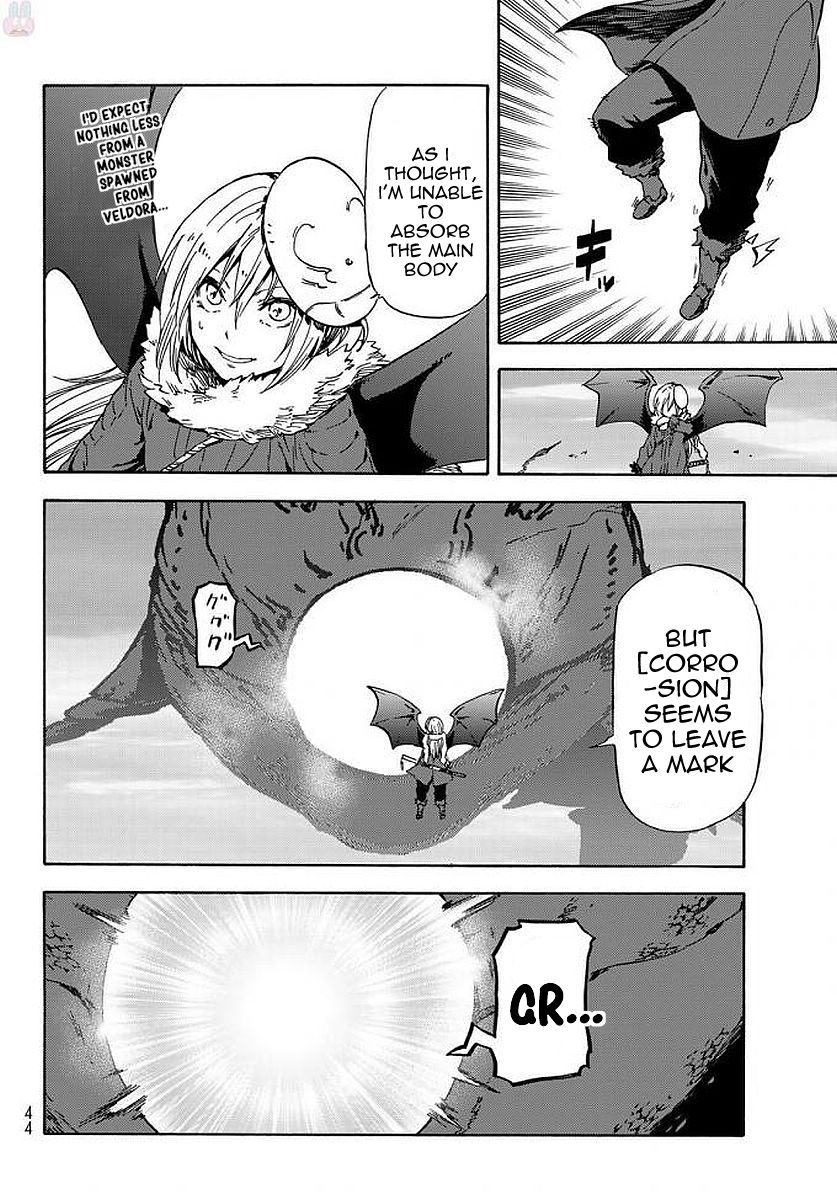 ギ
AS I
THOUGHT,
I'M UNABLE
TO
ABSORB
THE MAIN
BODY
I'D EXPECT
NOTHING LESS
FROM A
MONSTER
SPAWNED
FROM
VELDORA...
BUT
[CORRO
-SION]
SEEMS
TO LEAVE
A MARK
グググ
GR...
44